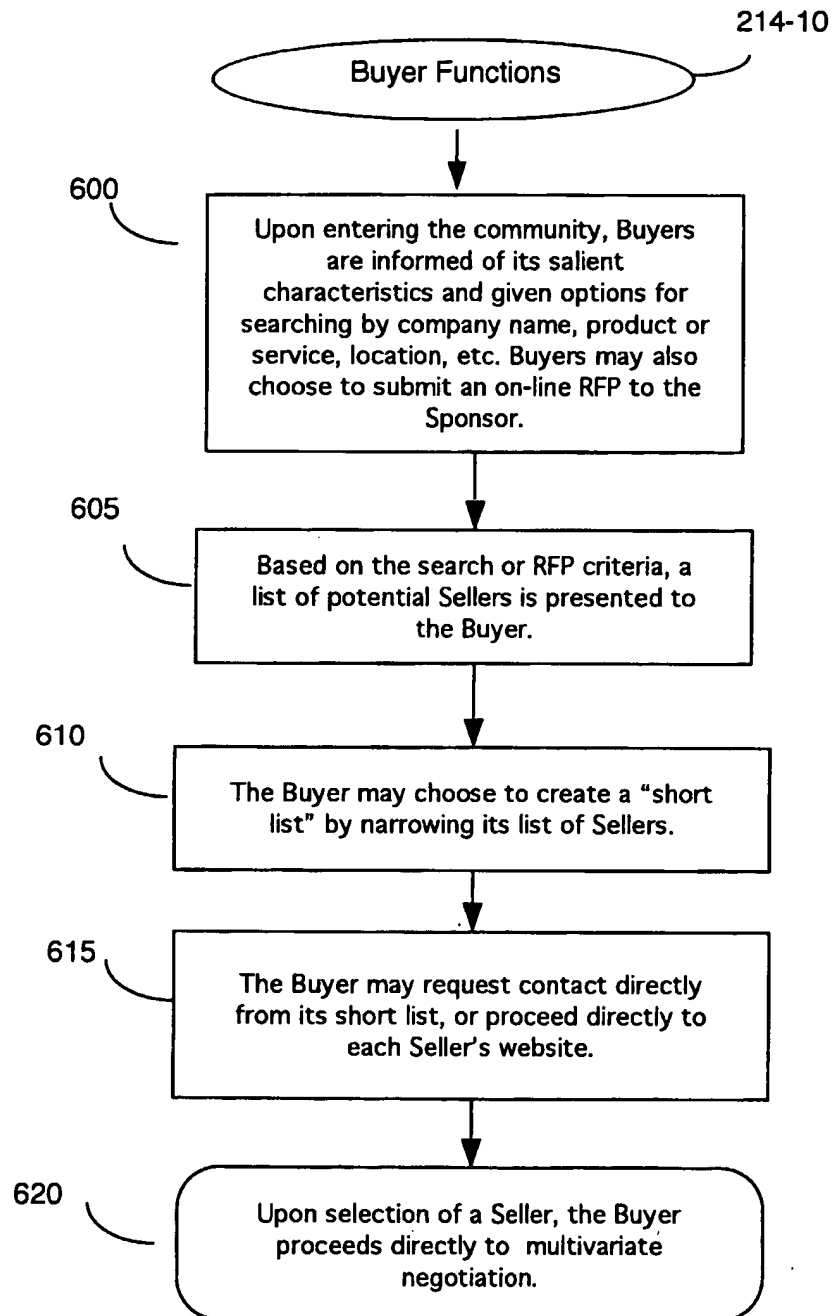 214-10
Buyer Functions
600
Upon entering the community, Buyers
are informed of its salient
characteristics and given options for
searching by company name, product or
service, location, etc. Buyers may also
choose to submit an on-line RFP to the
Sponsor.
605
Based on the search or RFP criteria, a
list of potential Sellers is presented to
the Buyer.
610
The Buyer may choose to create a “short
list” by narrowing its list of Sellers.
615
The Buyer may request contact directly
from its short list, or proceed directly to
each Seller's website.
620
Upon selection of a Seller, the Buyer
proceeds directly to multivariate
negotiation.